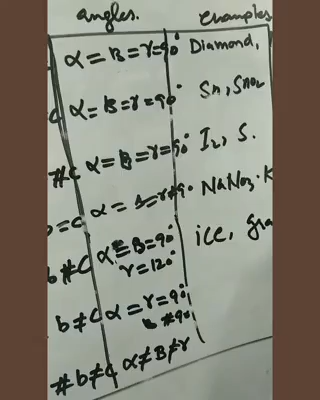 angles. examples
α = B = γ = 90° Diamond,
c α = B = γ = 90° Sn, SnO2
≠ c α = B = γ = 90° I2, S.
b = c α = B = γ ≠ 90 NaNO3. K
b ≠ c α = B = 90° ice, gra
γ = 120°
b ≠ c α = γ = 90°
B ≠ 90
≠ b ≠ c α ≠ B ≠ γ